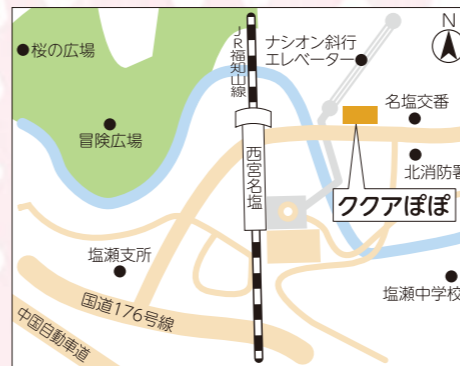 桜の広場
冒険広場
JR福知山線
ナシオン斜行
エレベーター
N
名塩交番
北消防署
西宮名塩
ククアぽぽ
塩瀬支所
塩瀬中学校
国道176号線
中国自動車道